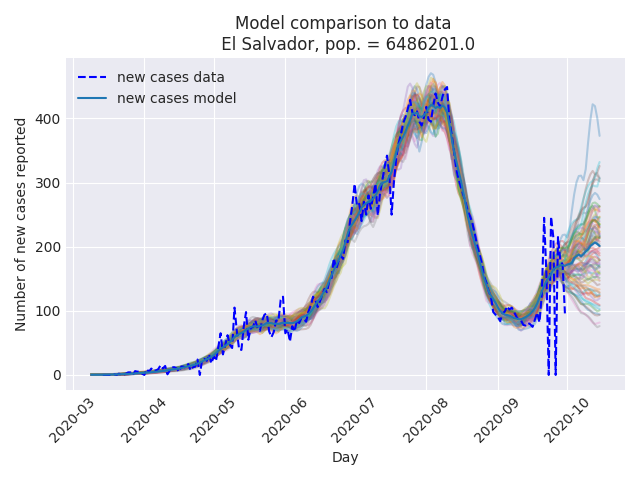 Model comparison to data
El Salvador, pop. = 6486201.0
new cases data
new cases model
Number of new cases reported
400
300
200
100
0
2020-03
2020-04
2020-05
2020-06
2020-07
2020-08
2020-09
2020-10
Day